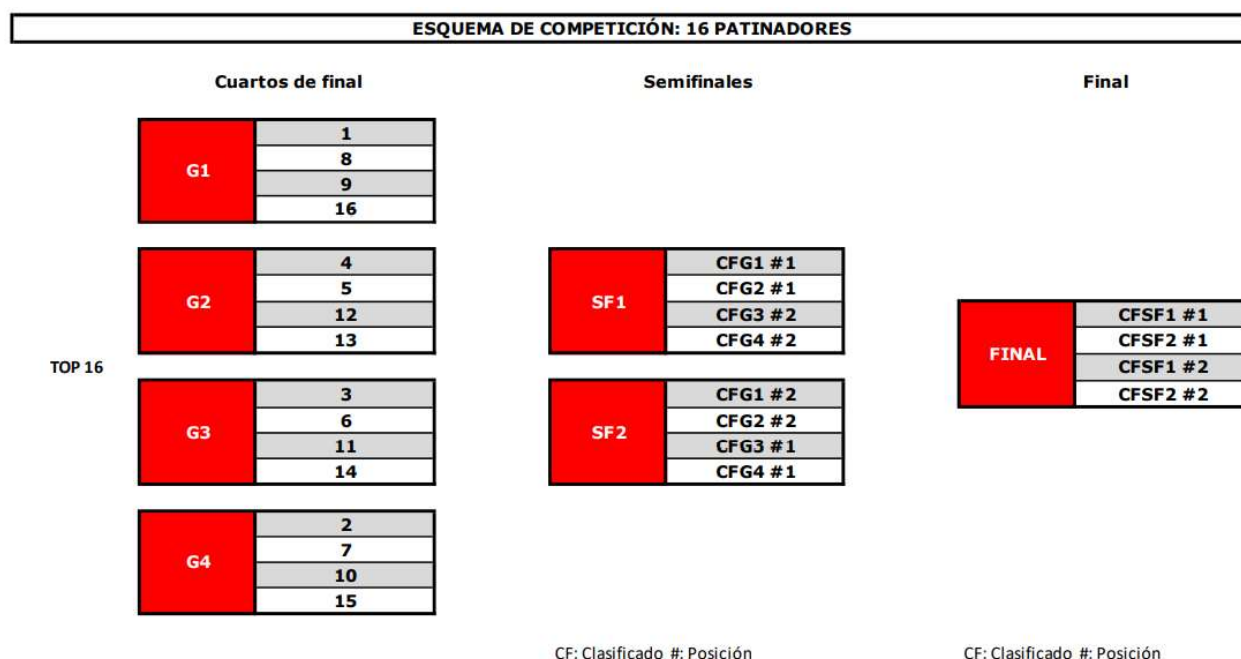 ESQUEMA DE COMPETICIÓN: 16 PATINADORES
Cuartos de final
Semifinales
Final
TOP 16
G1
1
8
9
16
G2
4
5
12
13
G3
3
6
11
14
G4
2
7
10
15
SF1
CFG1 #1
CFG2 #1
CFG3 #2
CFG4 #2
SF2
CFG1 #2
CFG2 #2
CFG3 #1
CFG4 #1
FINAL
CFSF1 #1
CFSF2 #1
CFSF1 #2
CFSF2 #2
CF: Clasificado #: Posición
CF: Clasificado #: Posición